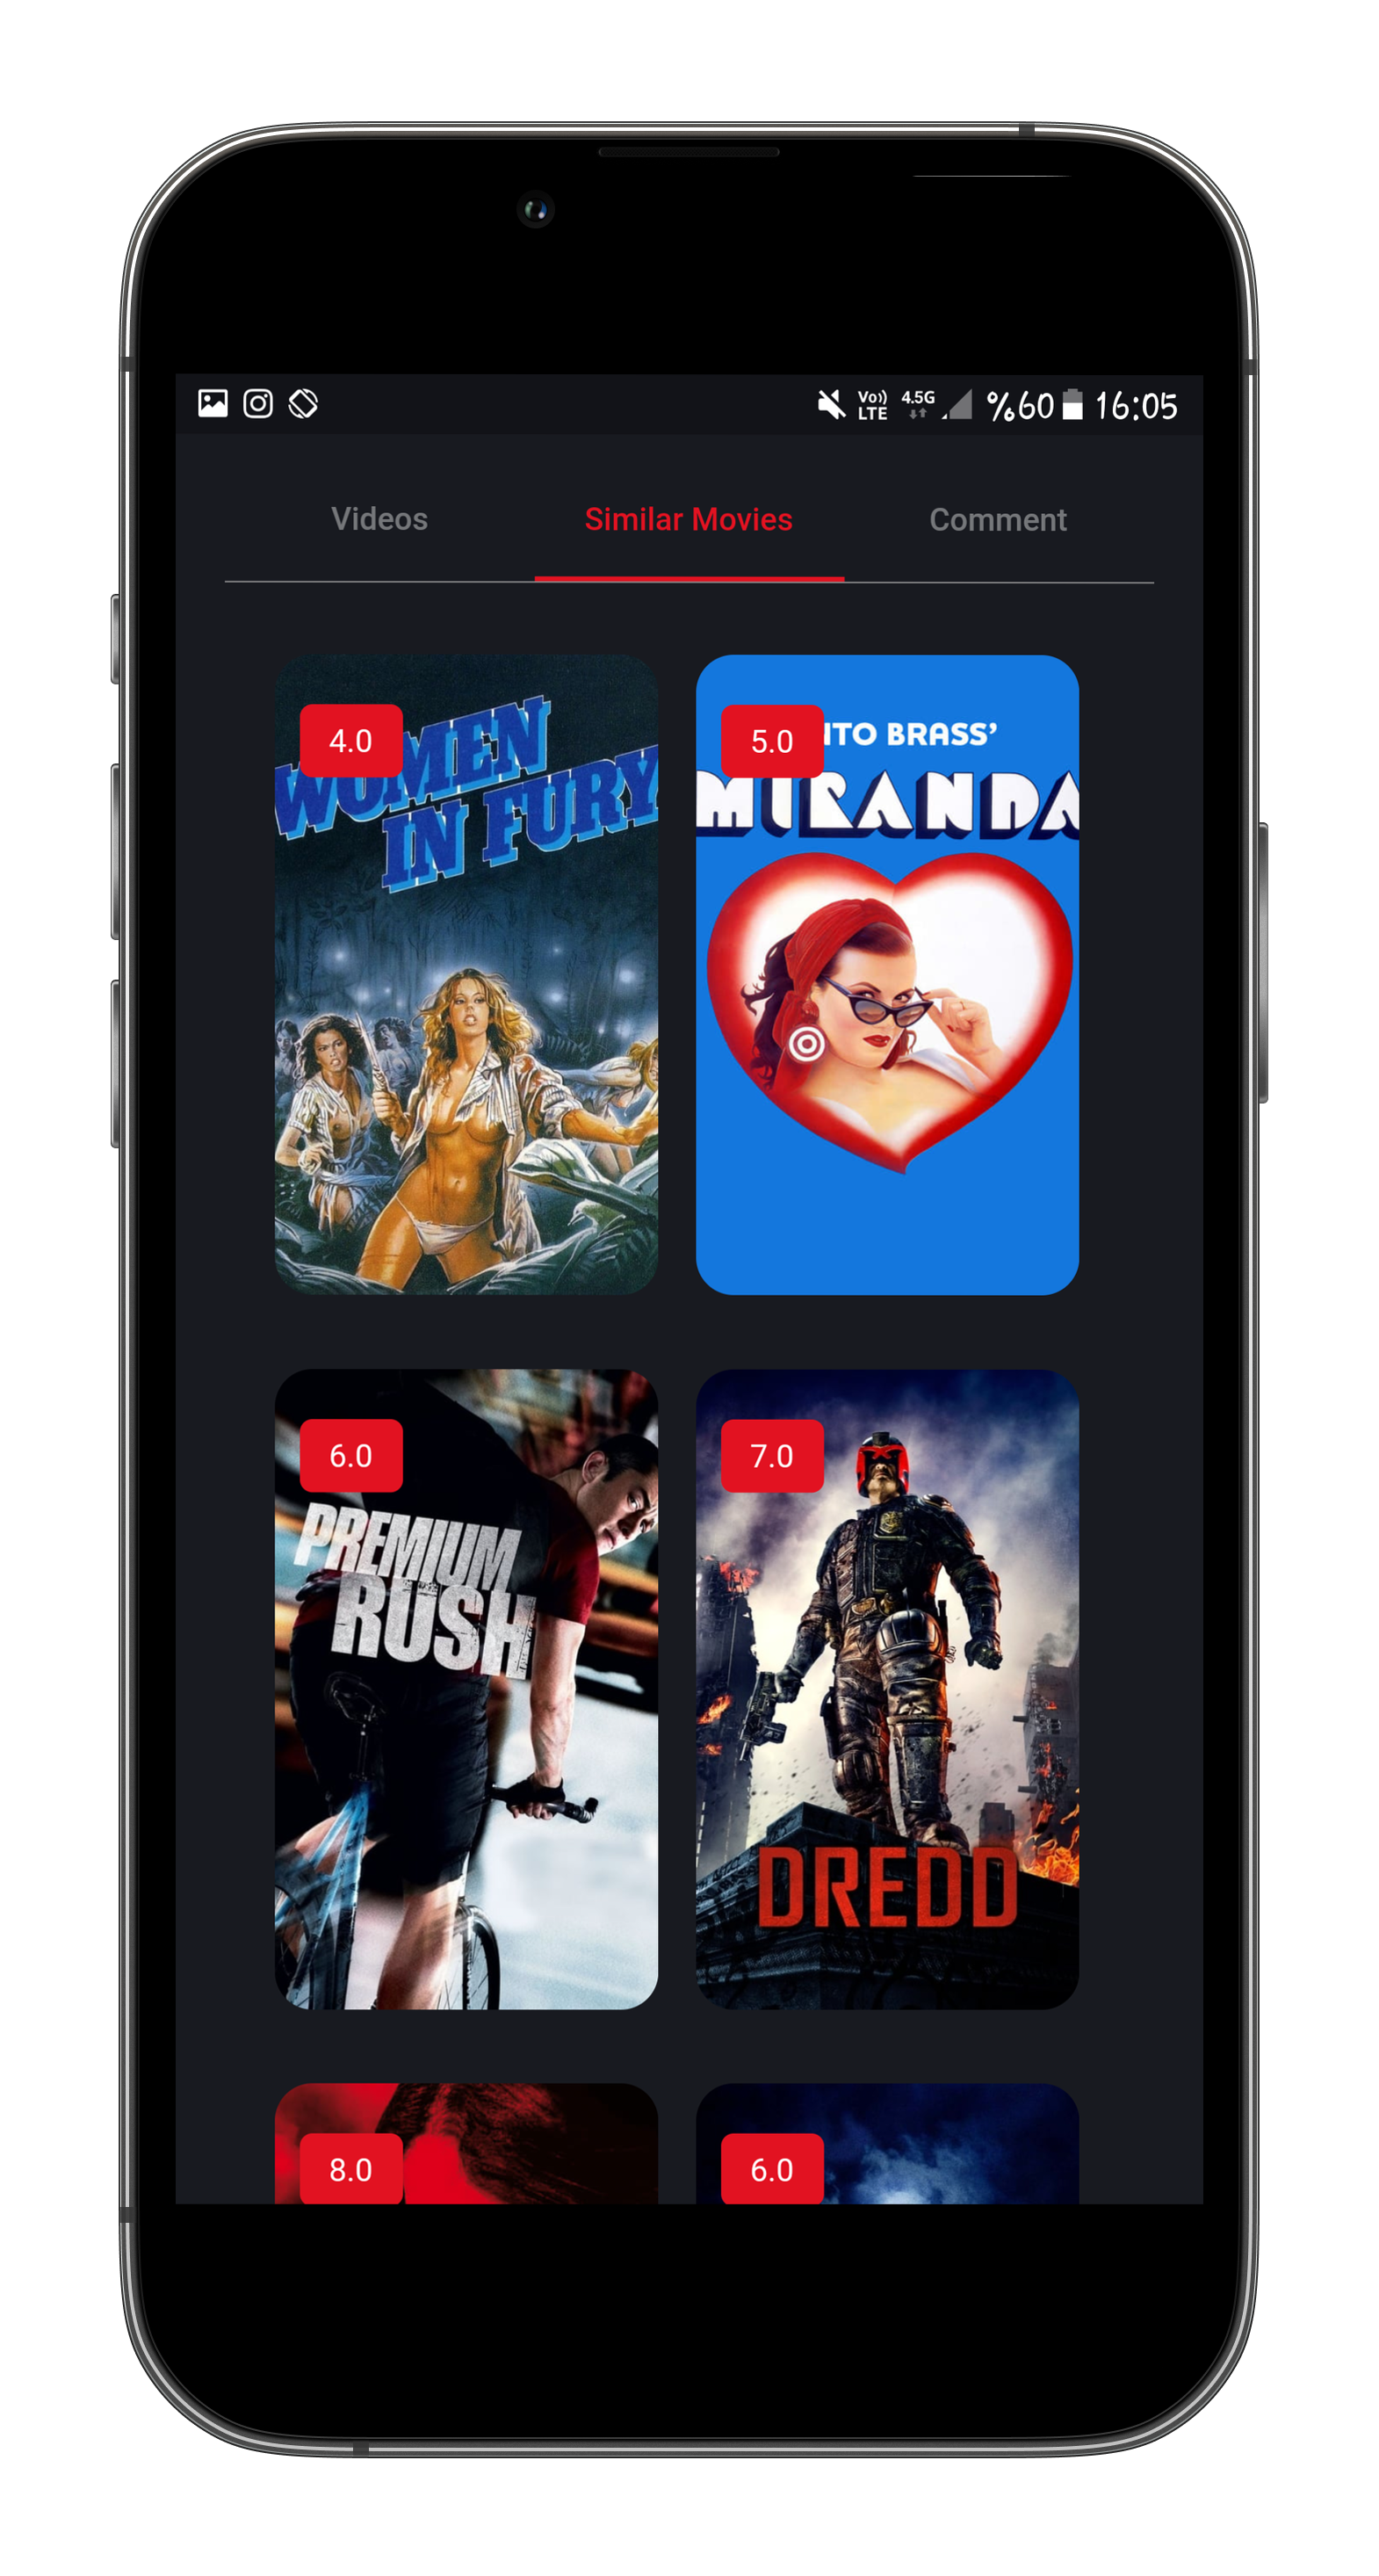 Vo))
LTE
4.5G
%60
16:05
Videos
Similar Movies
Comment
4.0
WOMEN
IN FURY
5.0
NTO BRASS’
MIRANDA
6.0
PREMIUM
RUSH
7.0
DREDD
8.0
6.0